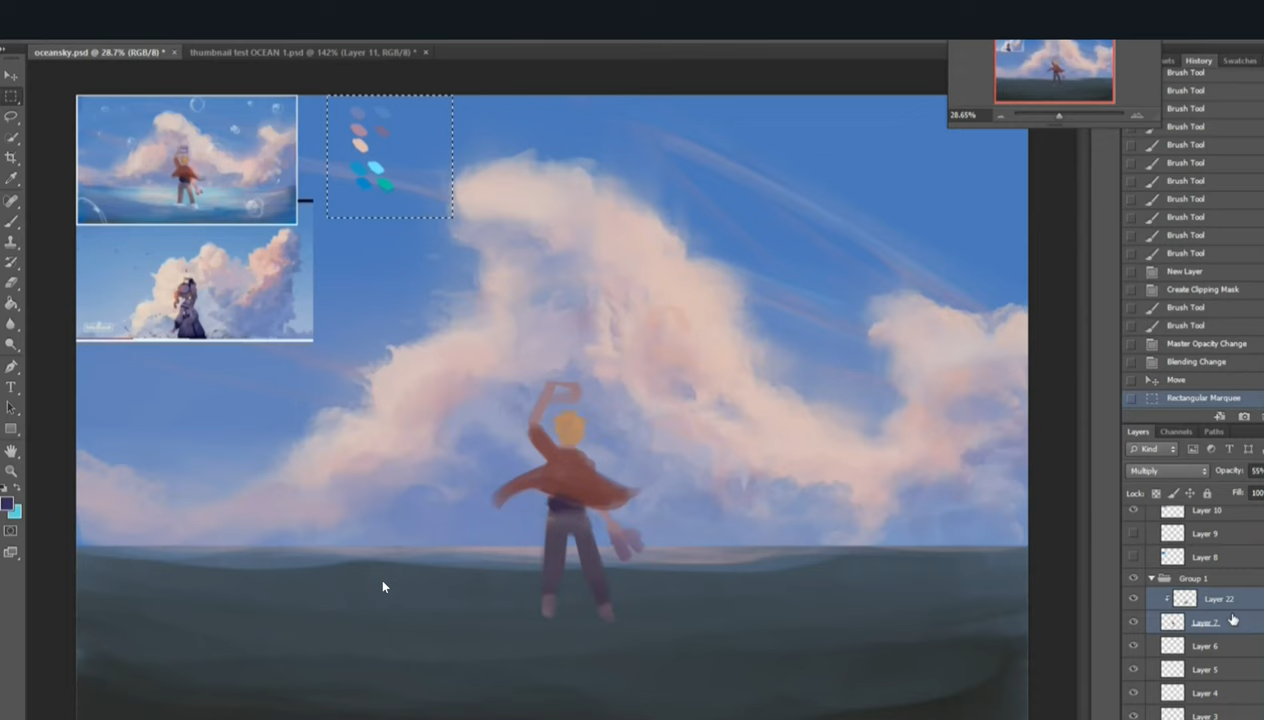 oceansky.psd @ 28.7% (RGB/8) * ×
thumbnail test OCEAN 1.psd @ 142% (Layer 11, RGB/8) * ×
28.65%
History
Swatches
Brush Tool
Brush Tool
Brush Tool
Brush Tool
Brush Tool
Brush Tool
Brush Tool
Brush Tool
Brush Tool
Brush Tool
Brush Tool
New Layer
Create Clipping Mask
Brush Tool
Brush Tool
Master Opacity Change
Blending Change
Move
Rectangular Marquee
Layers
Channels
Paths
Kind
Multiply
Opacity: 55%
Lock:
Fill: 100
Layer 10
Layer 9
Layer 8
Group 1
Layer 22
Layer 7
Layer 6
Layer 5
Layer 4
Layer 3